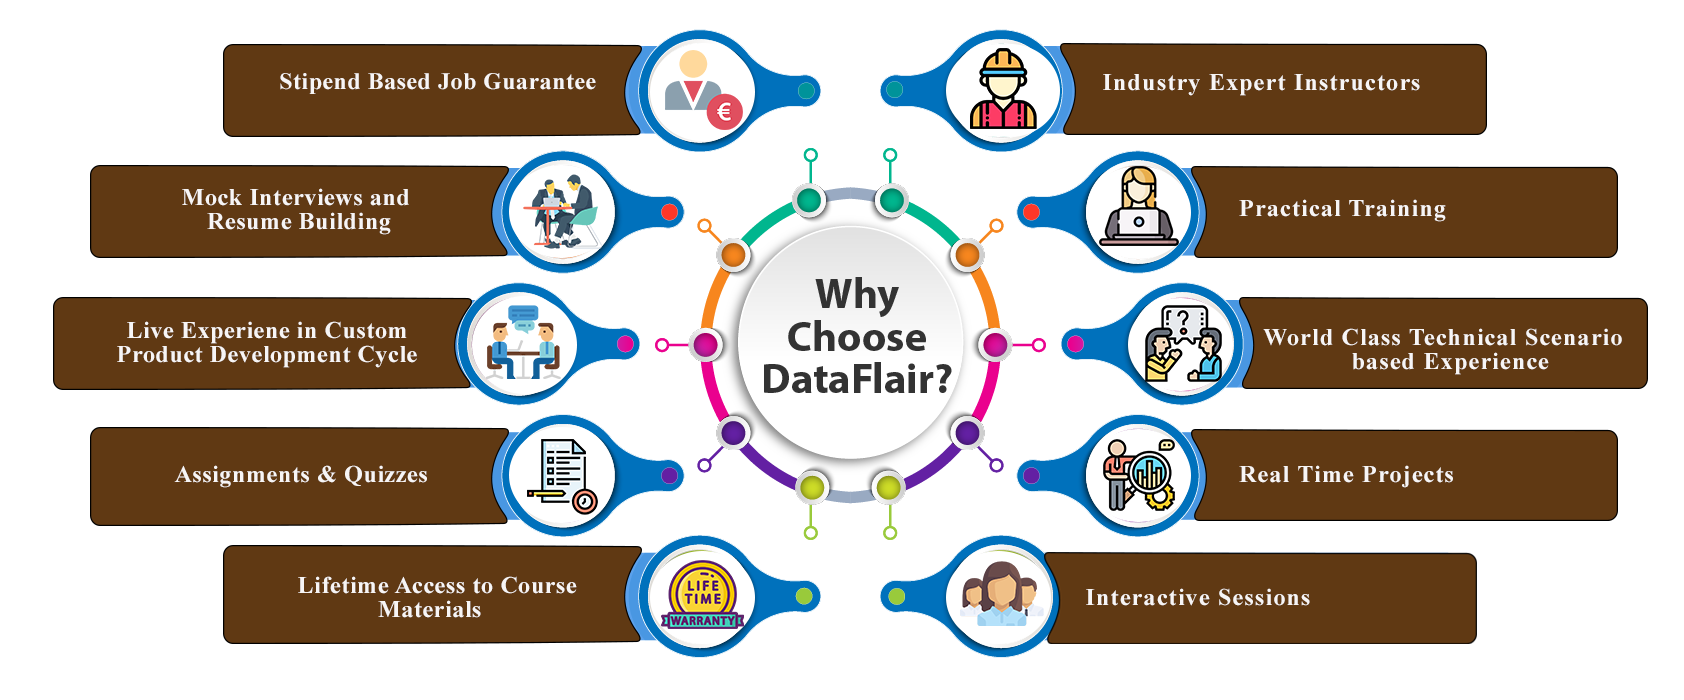 Stipend Based Job Guarantee
€
Mock Interviews and
Resume Building
Live Experiene in Custom
Product Development Cycle
Assignments & Quizzes
Lifetime Access to Course
Materials
LIFE
TIME
WARRANTY
Why
Choose
DataFlair?
Industry Expert Instructors
Practical Training
?
World Class Technical Scenario
based Experience
Real Time Projects
Interactive Sessions